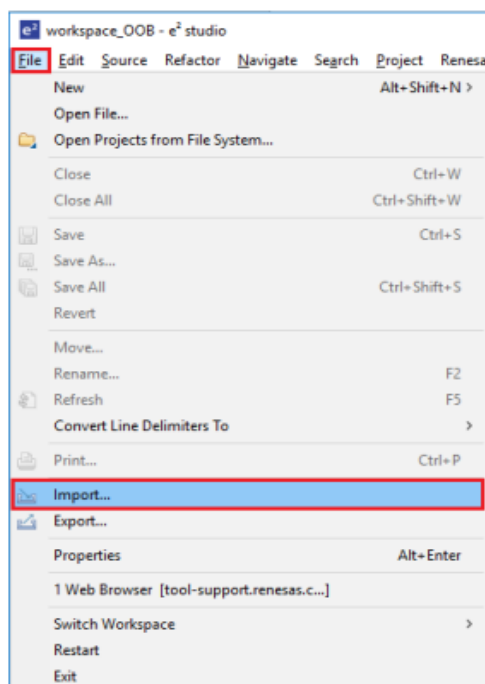 e² workspace_OOB - e² studio
File Edit Source Refactor Navigate Search Project Renesa
New Alt+Shift+N >
Open File...
Open Projects from File System...
Close Ctrl+W
Close All Ctrl+Shift+W
Save Ctrl+S
Save As...
Save All Ctrl+Shift+S
Revert
Move...
Rename... F2
Refresh F5
Convert Line Delimiters To >
Print... Ctrl+P
Import...
Export...
Properties Alt+Enter
1 Web Browser [tool-support.renesas.c...]
Switch Workspace >
Restart
Exit